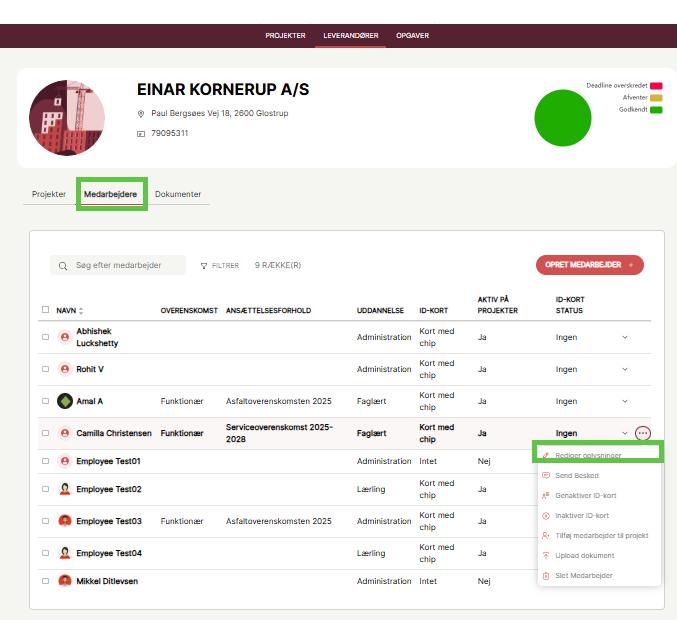 PROJEKTER LEVERANDØRER OPGAVER
EINAR KORNERUP A/S
Paul Bergsøes Vej 18, 2600 Glostrup
79095311
Deadline overskredet
Afventer
Godkendt
Projekter Medarbejdere Dokumenter
Søg efter medarbejder FILTRER 9 RÆKKE(R) OPRET MEDARBEJDER +
NAVN OVERENSKOMST ANSÆTTELSESFORHOLD UDDANNELSE ID-KORT AKTIV PÅ PROJEKTER ID-KORT STATUS
Abhishek Luckshetty Administration Kort med chip Ja Ingen
Rohit V Administration Kort med chip Ja Ingen
Amal A Funktionær Asfaltoverenskomsten 2025 Faglært Kort med chip Ja Ingen
Camilla Christensen Funktionær Serviceoverenskomst 2025-2028 Faglært Kort med chip Ja Ingen
Employee Test01 Administration Intet Nej
Employee Test02 Lærling Kort med chip Ja
Employee Test03 Funktionær Asfaltoverenskomsten 2025 Administration Kort med chip Ja
Employee Test04 Lærling Kort med chip Ja
Mikkel Ditlevsen Administration Intet Nej
Rediger oplysninger
Send Besked
Genaktiver ID-kort
Inaktiver ID-kort
Tilføj medarbejder til projekt
Upload dokument
Slet Medarbejder